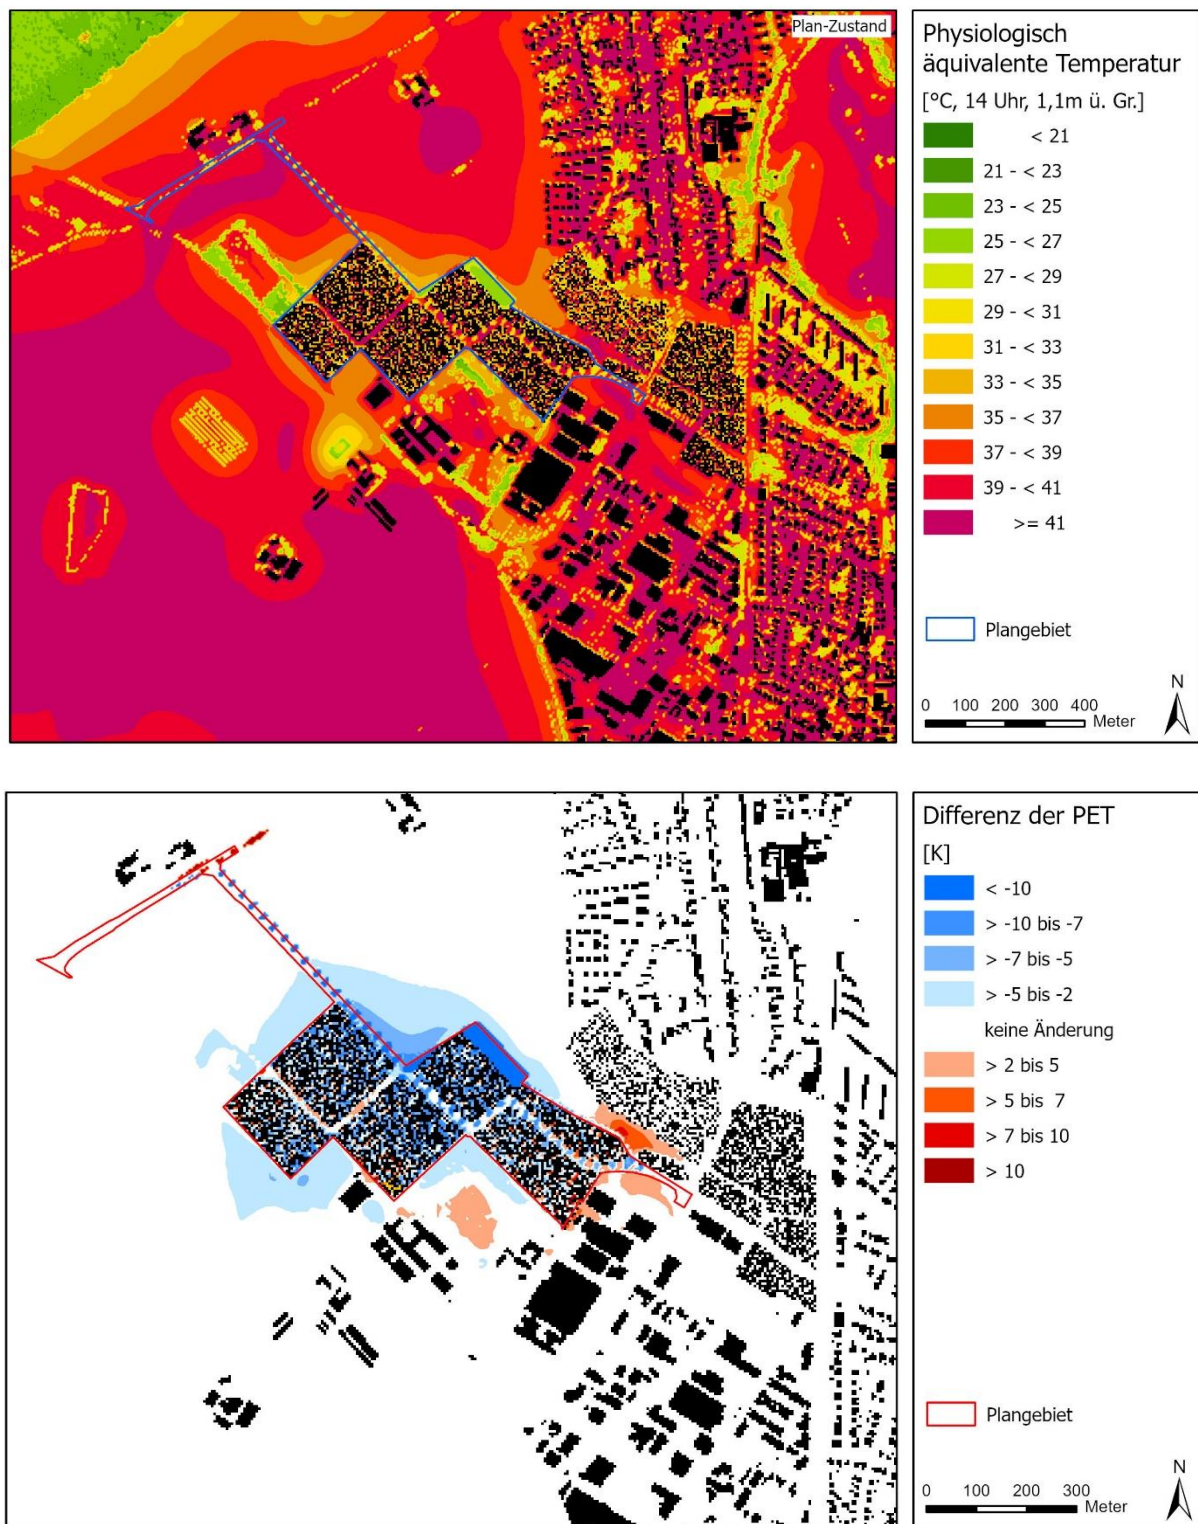 Plan-Zustand
Physiologisch
äquivalente Temperatur
[°C, 14 Uhr, 1,1m ü. Gr.]
< 21
21 - < 23
23 - < 25
25 - < 27
27 - < 29
29 - < 31
31 - < 33
33 - < 35
35 - < 37
37 - < 39
39 - < 41
>= 41
Plangebiet
N
0 100 200 300 400
Meter
Differenz der PET
[K]
< -10
> -10 bis -7
> -7 bis -5
> -5 bis -2
keine Änderung
> 2 bis 5
> 5 bis 7
> 7 bis 10
> 10
Plangebiet
N
0 100 200 300
Meter